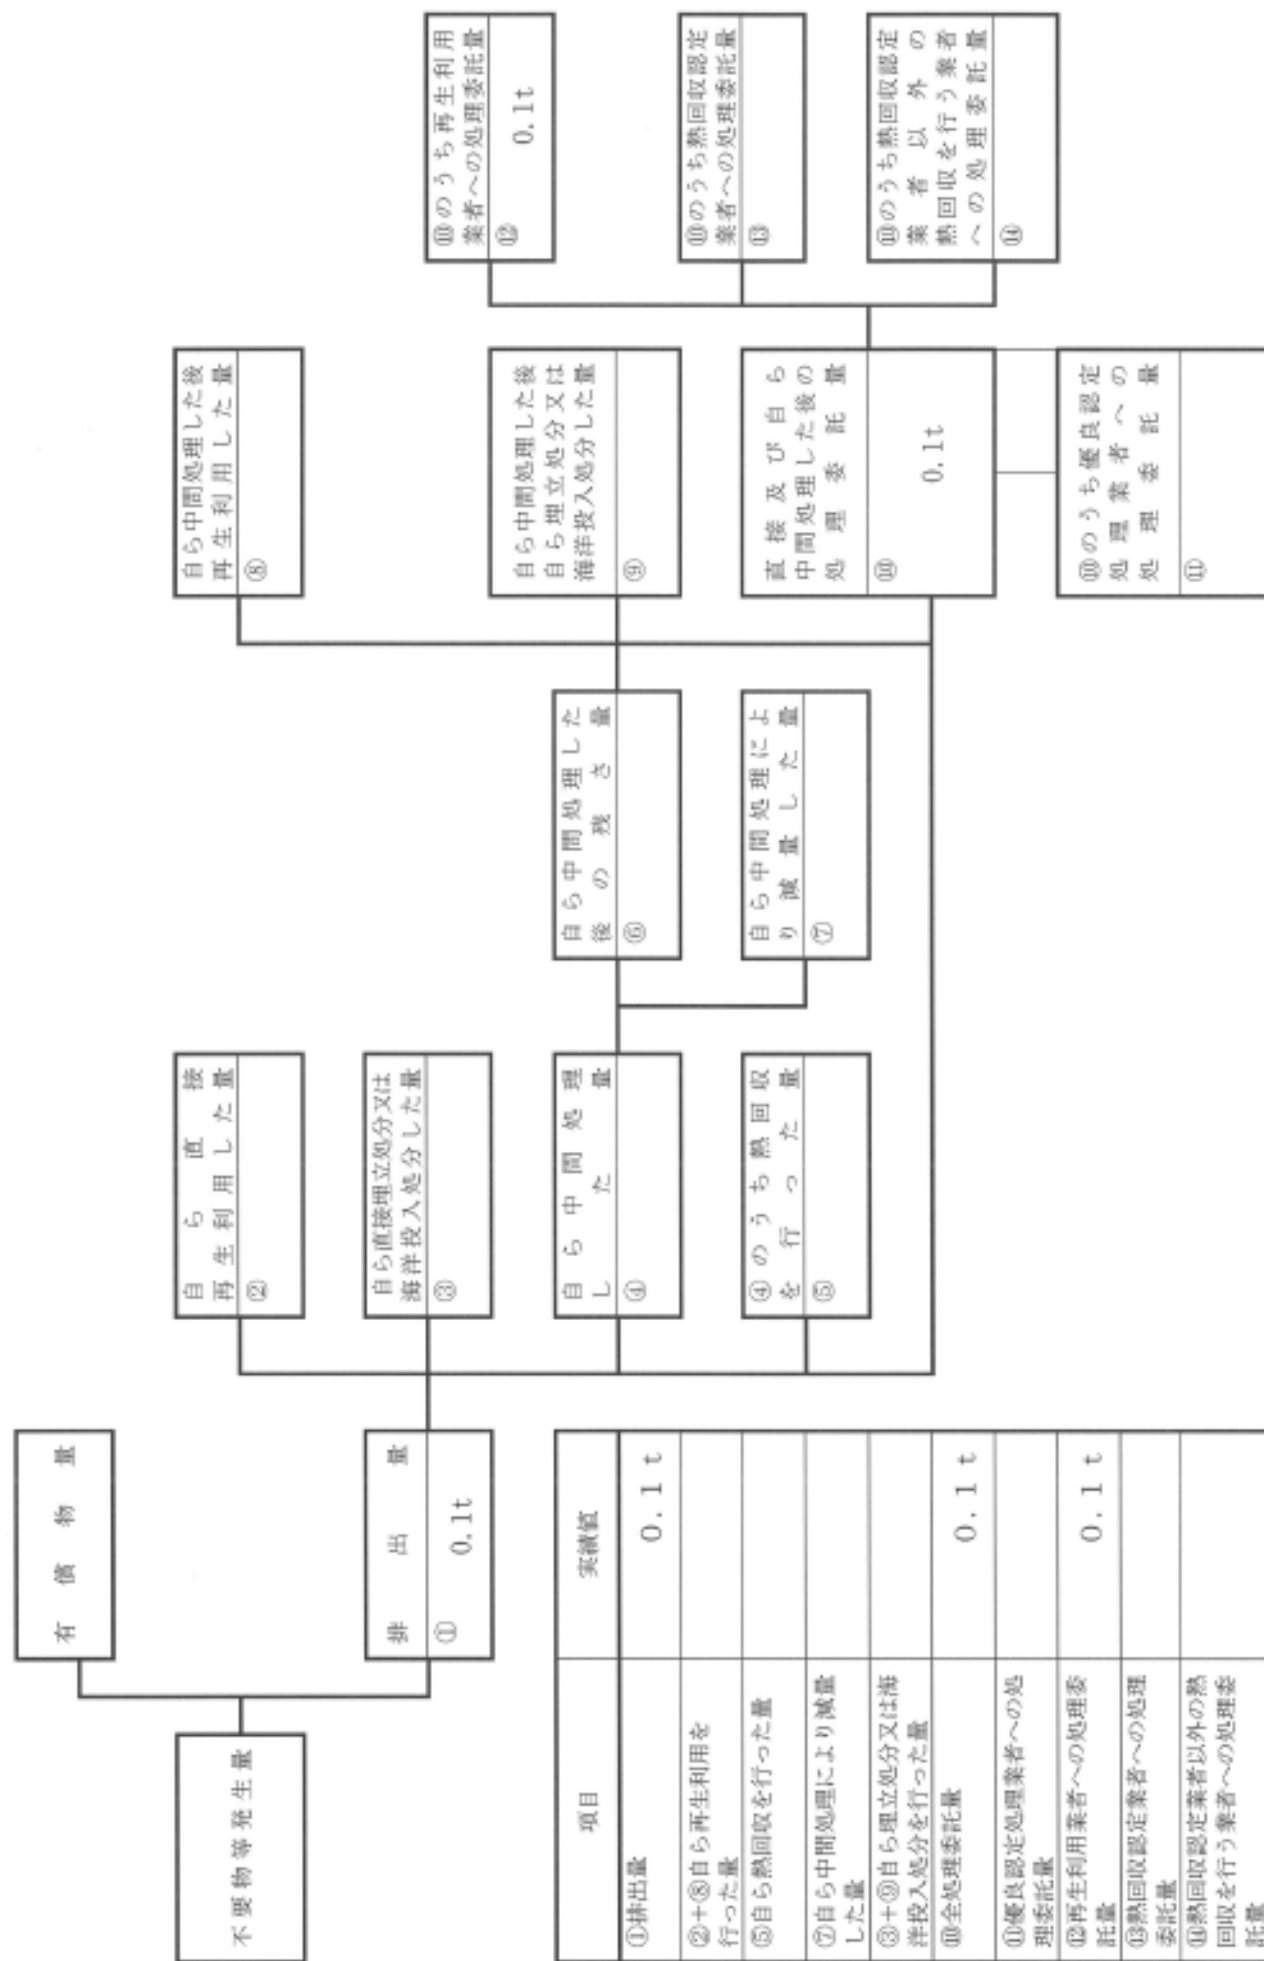 不要物等発生量
有償物量
排出量
①
0.1t
自ら直接
再生利用した量
②
自ら直接埋立処分又は
海洋投入処分した量
③
自ら中間処理
した量
④
④のうち熱回収
を行った量
⑤
自ら中間処理した
後の残さ量
⑥
自ら中間処理によ
り減量した量
⑦
自ら中間処理した後
再生利用した量
⑧
自ら中間処理した後
自ら埋立処分又は
海洋投入処分した量
⑨
直接及び自ら
中間処理した後の
処理委託量
⑩
0.1t
⑩のうち優良認定
処理業者への
処理委託量
⑪
⑩のうち再生利用
業者への処理委託量
⑫
0.1t
⑩のうち熱回収認定
業者への処理委託量
⑬
⑩のうち熱回収認定
業者以外の
熱回収を行う業者
への処理委託量
⑭
項目
実績値
①排出量
0.1 t
②+⑧自ら再生利用を
行った量
⑤自ら熱回収を行った量
⑦自ら中間処理により減量
した量
③+⑨自ら埋立処分又は海
洋投入処分を行った量
⑩全処理委託量
0.1 t
⑪優良認定処理業者への処
理委託量
⑫再生利用業者への処理委
託量
0.1 t
⑬熱回収認定業者への処理
委託量
⑭熱回収認定業者以外の熱
回収を行う業者への処理委
託量